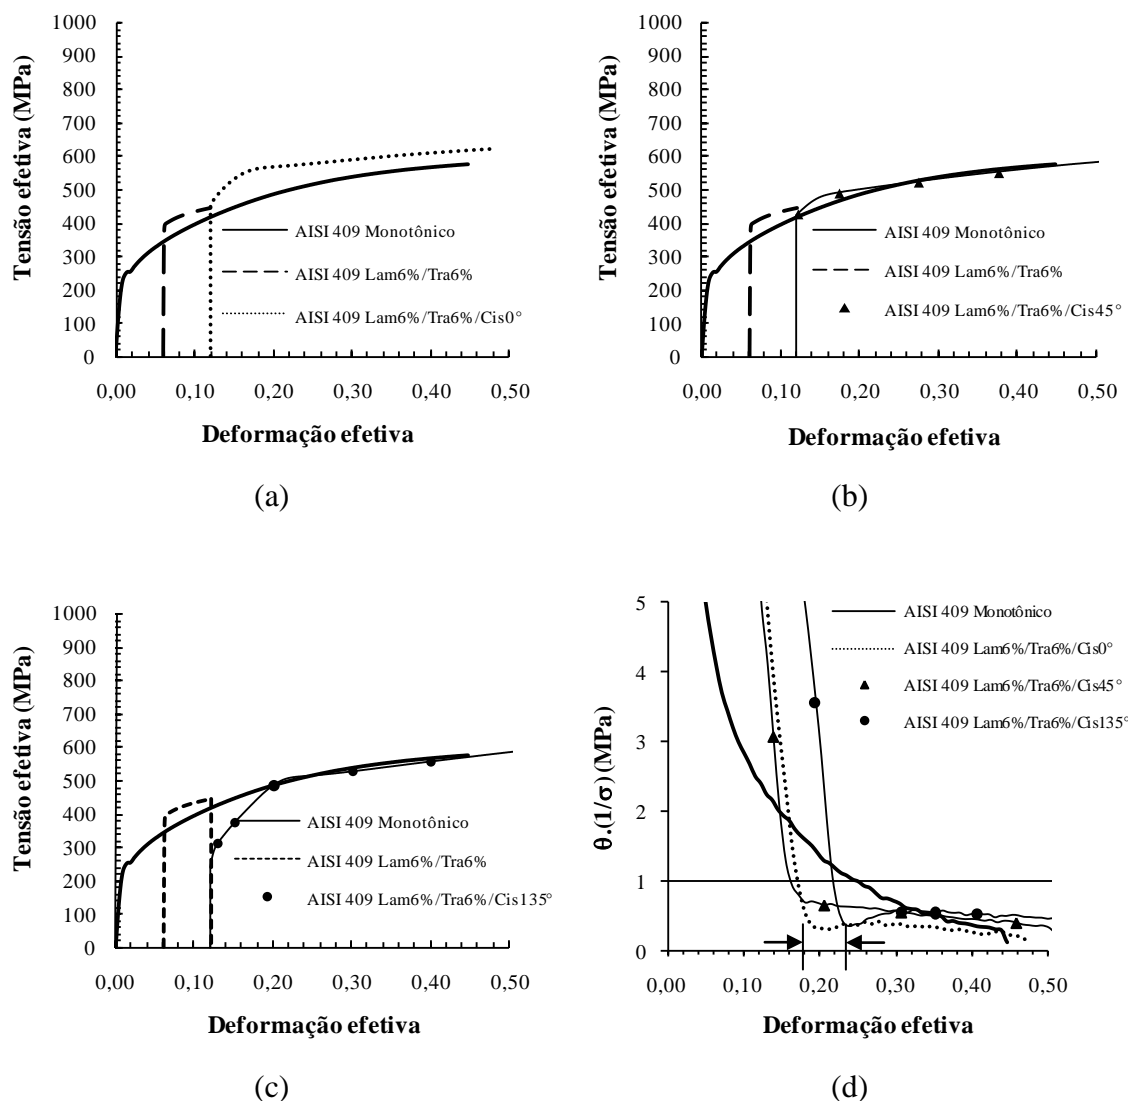 1000
900
800
700
600
500
400
300
200
100
0
Tensão efetiva (MPa)
AISI 409 Monotônico
AISI 409 Lam6%/Tra6%
AISI 409 Lam6%/Tra6%/Cis0°
0,00 0,10 0,20 0,30 0,40 0,50
Deformação efetiva
(a)
1000
900
800
700
600
500
400
300
200
100
0
Tensão efetiva (MPa)
AISI 409 Monotônico
AISI 409 Lam6%/Tra6%
AISI 409 Lam6%/Tra6%/Cis45°
0,00 0,10 0,20 0,30 0,40 0,50
Deformação efetiva
(b)
1000
900
800
700
600
500
400
300
200
100
0
Tensão efetiva (MPa)
AISI 409 Monotônico
AISI 409 Lam6%/Tra6%
AISI 409 Lam6%/Tra6%/Cis135°
0,00 0,10 0,20 0,30 0,40 0,50
Deformação efetiva
(c)
5
4
3
2
1
0
θ.(1/σ) (MPa)
AISI 409 Monotônico
AISI 409 Lam6%/Tra6%/Cis0°
AISI 409 Lam6%/Tra6%/Cis45°
AISI 409 Lam6%/Tra6%/Cis135°
0,00 0,10 0,20 0,30 0,40 0,50
Deformação efetiva
(d)